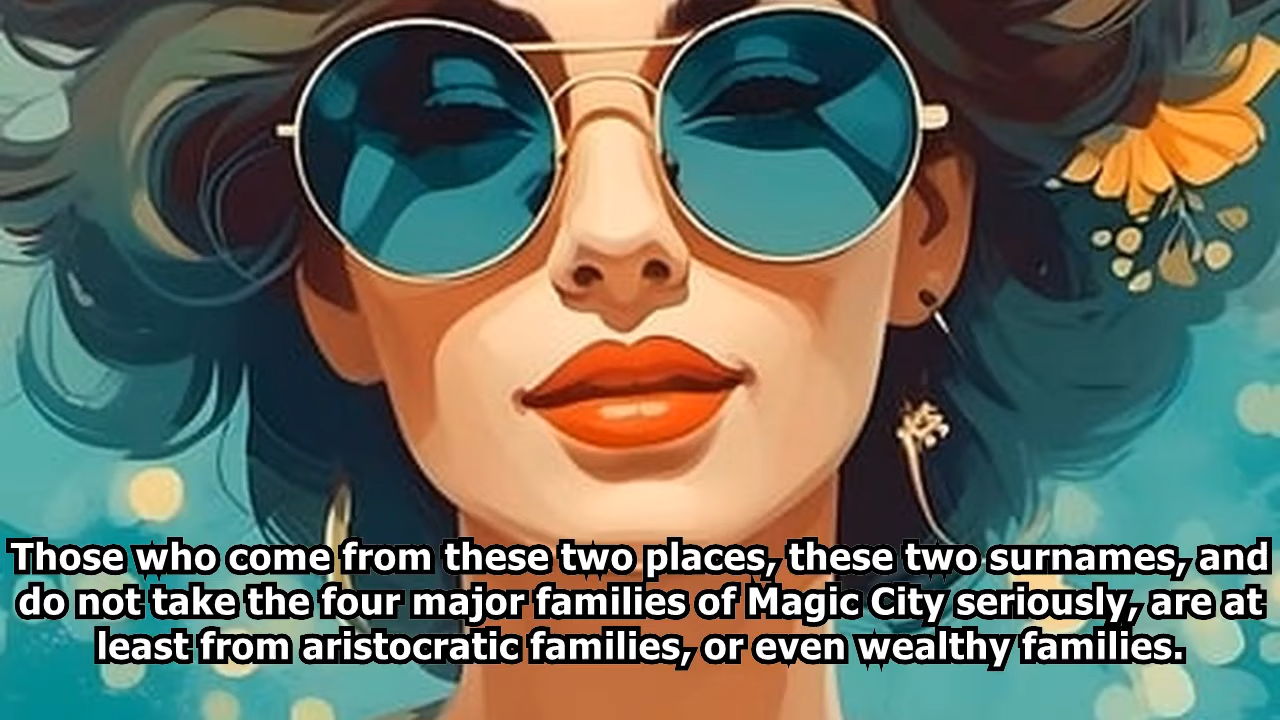 Those who come from these two places, these two surnames, and
do not take the four major families of Magic City seriously, are at
least from aristocratic families, or even wealthy families.